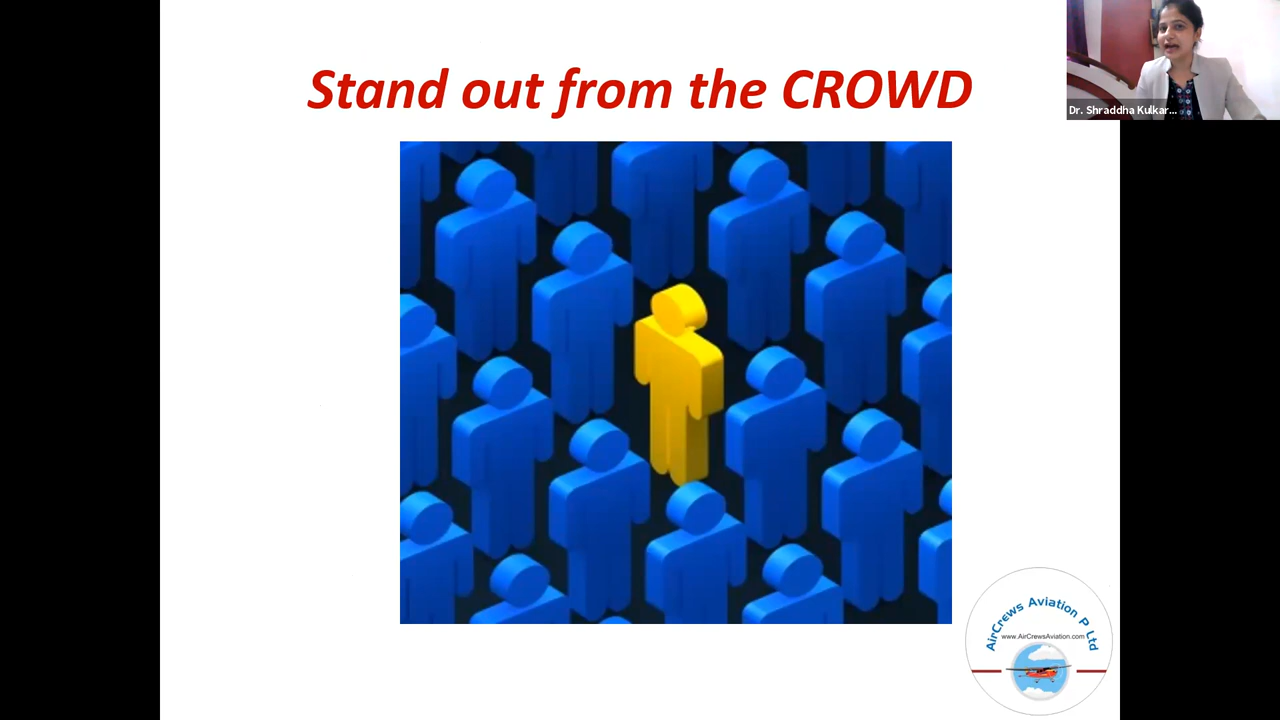 Stand out from the CROWD
Dr. Shraddha Kulkar...
AirCrews Aviation P Ltd
www.AirCrewsAviation.com